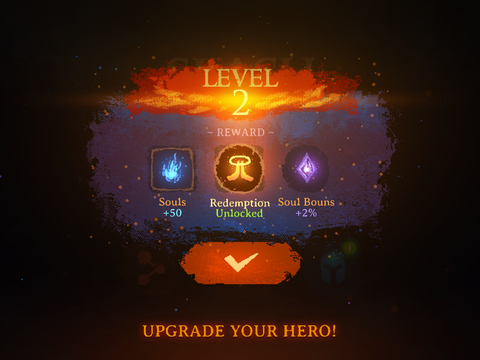 LEVEL
2
~ REWARD ~
Souls
+50
Redemption
Unlocked
Soul Bouns
+2%
UPGRADE YOUR HERO!